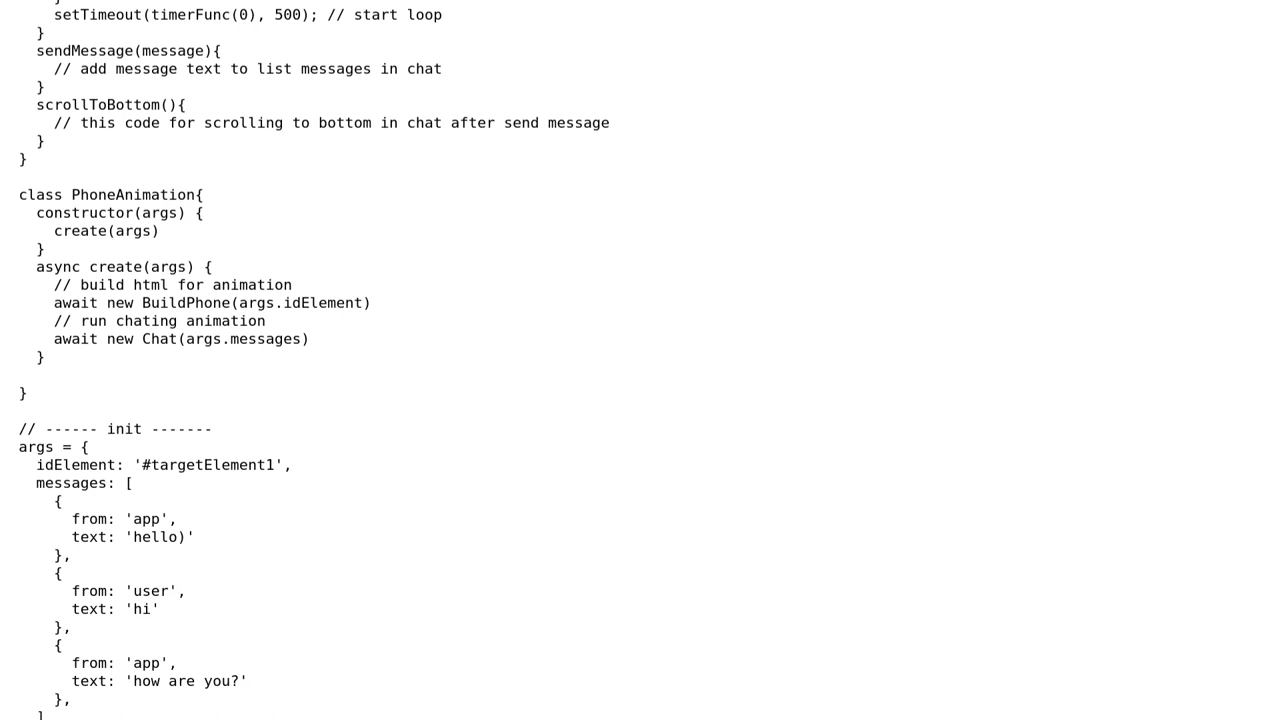 }
setTimeout(timerFunc(0), 500); // start loop
}
sendMessage(message){
// add message text to list messages in chat
}
scrollToBottom(){
// this code for scrolling to bottom in chat after send message
}
}
class PhoneAnimation{
constructor(args) {
create(args)
}
async create(args) {
// build html for animation
await new BuildPhone(args.idElement)
// run chating animation
await new Chat(args.messages)
}
}
// ------ init -------
args = {
idElement: '#targetElement1',
messages: [
{
from: 'app',
text: 'hello)'
},
{
from: 'user',
text: 'hi'
},
{
from: 'app',
text: 'how are you?'
},
]